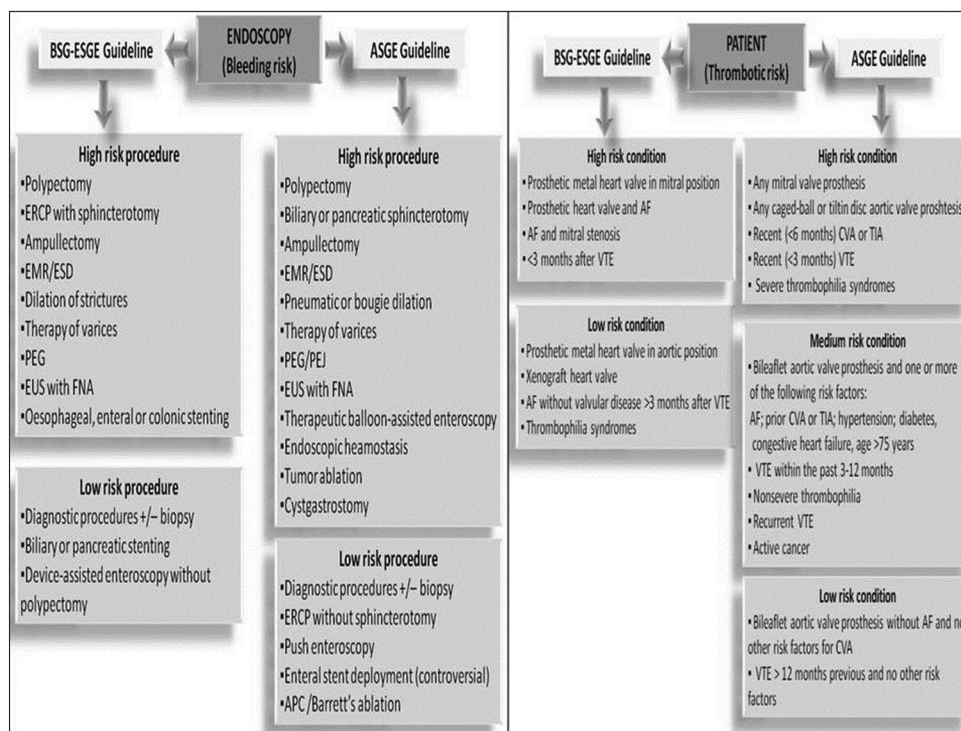 BSG-ESGE Guideline
ENDOSCOPY
(Bleeding risk)
ASGE Guideline
High risk procedure
▪Polypectomy
▪ERCP with sphincterotomy
▪Ampullectomy
▪EMR/ESD
▪Dilation of strictures
▪Therapy of varices
▪PEG
▪EUS with FNA
▪Oesophageal, enteral or colonic stenting
Low risk procedure
▪Diagnostic procedures +/− biopsy
▪Biliary or pancreatic stenting
▪Device-assisted enteroscopy without
polypectomy
High risk procedure
▪Polypectomy
▪Biliary or pancreatic sphincterotomy
▪Ampullectomy
▪EMR/ESD
▪Pneumatic or bougie dilation
▪Therapy of varices
▪PEG/PEJ
▪EUS with FNA
▪Therapeutic balloon-assisted enteroscopy
▪Endoscopic heamostasis
▪Tumor ablation
▪Cystgastrostomy
Low risk procedure
▪Diagnostic procedures +/− biopsy
▪ERCP without sphincterotomy
▪Push enteroscopy
▪Enteral stent deployment (controversial)
▪APC /Barrett's ablation
BSG-ESGE Guideline
PATIENT
(Thrombotic risk)
ASGE Guideline
High risk condition
▪Prosthetic metal heart valve in mitral position
▪Prosthetic heart valve and AF
▪AF and mitral stenosis
▪<3 months after VTE
Low risk condition
▪Prosthetic metal heart valve in aortic position
▪Xenograft heart valve
▪AF without valvular disease >3 months after VTE
▪Thrombophilia syndromes
High risk condition
▪Any mitral valve prosthesis
▪Any caged-ball or tiltin disc aortic valve proshtesis
▪Recent (<6 months) CVA or TIA
▪Recent (<3 months) VTE
▪ Severe thrombophilia syndromes
Medium risk condition
▪Bileaflet aortic valve prosthesis and one or more
of the following risk factors:
AF; prior CVA or TIA; hypertension; diabetes,
congestive heart failure, age >75 years
▪ VTE within the past 3-12 months
▪Nonsevere thrombophilia
▪Recurrent VTE
▪Active cancer
Low risk condition
▪ Bileaflet aortic valve prosthesis without AF and no
other risk factors for CVA
▪ VTE > 12 months previous and no other risk
factors